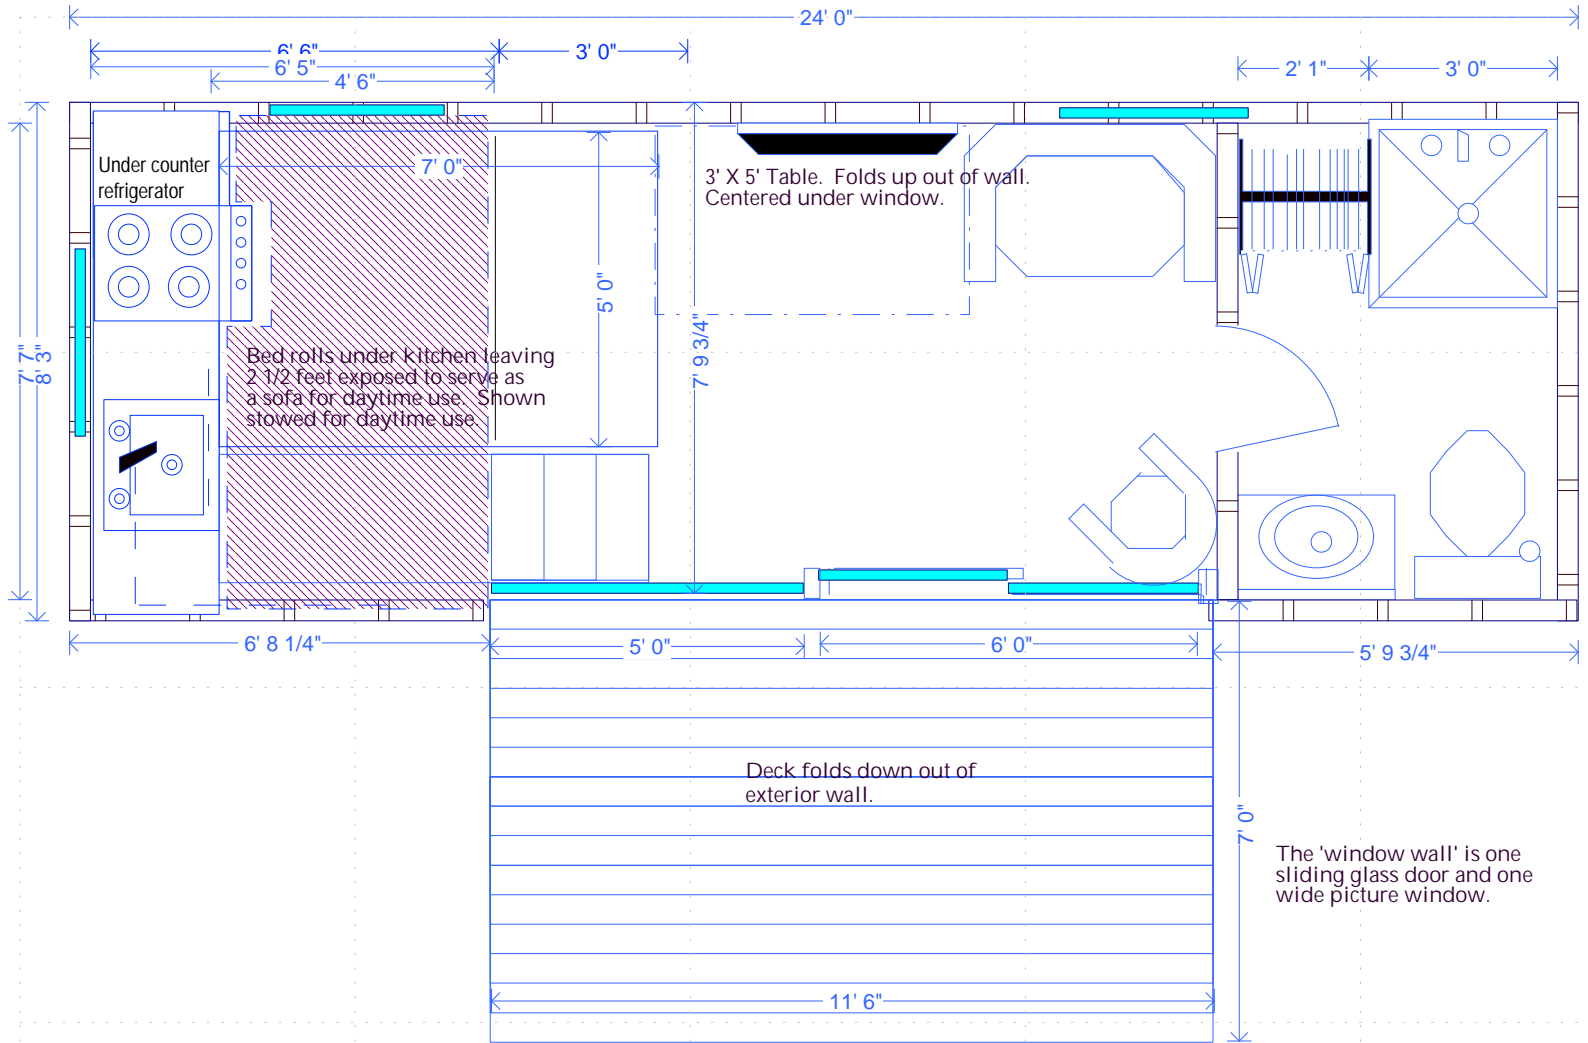 24' 0"
6' 6"
3' 0"
6' 5"
4' 6"
2' 1"
3' 0"
Under counter
refrigerator
7' 0"
3' X 5' Table. Folds up out of wall.
Centered under window.
5' 0"
7' 9 3/4"
7' 7"
8' 3"
Bed rolls under kitchen leaving
2 1/2 feet exposed to serve as
a sofa for daytime use. Shown
stowed for daytime use.
6' 8 1/4"
5' 0"
6' 0"
5' 9 3/4"
Deck folds down out of
exterior wall.
7' 0"
The 'window wall' is one
sliding glass door and one
wide picture window.
11' 6"